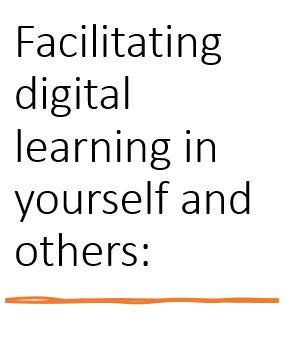 Facilitating
digital
learning in
yourself and
others: